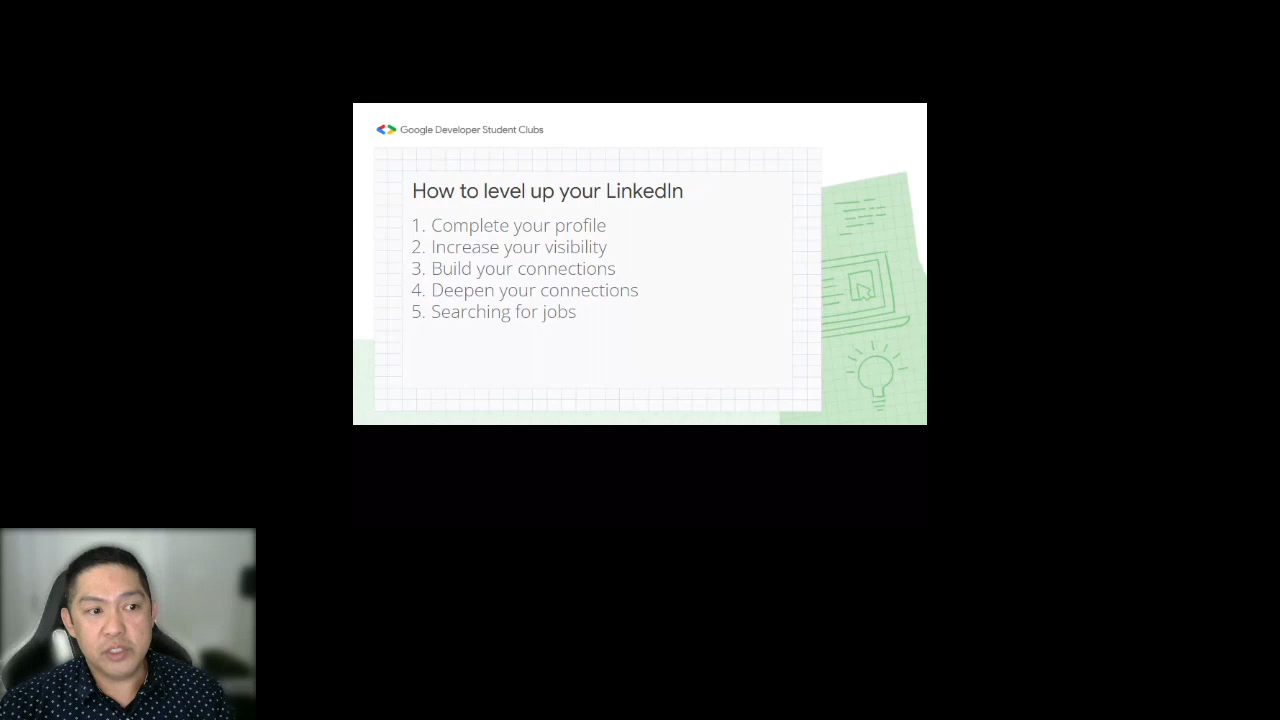 Google Developer Student Clubs
How to level up your LinkedIn
1. Complete your profile
2. Increase your visibility
3. Build your connections
4. Deepen your connections
5. Searching for jobs